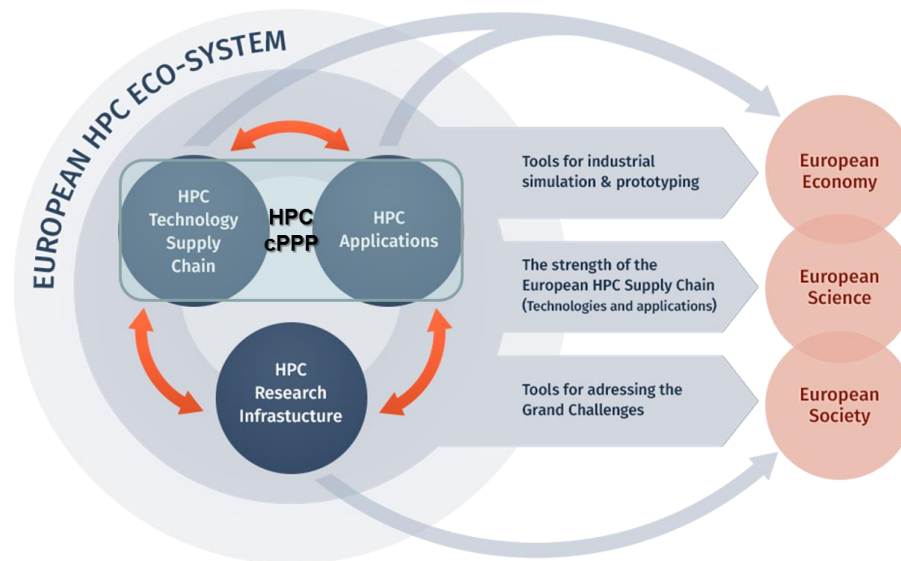 EUROPEAN HPC ECO-SYSTEM
HPC
Technology
Supply
Chain
HPC
cPPP
HPC
Applications
HPC
Research
Infrastucture
Tools for industrial
simulation & prototyping
The strength of the
European HPC Supply Chain
(Technologies and applications)
Tools for adressing the
Grand Challenges
European
Economy
European
Science
European
Society